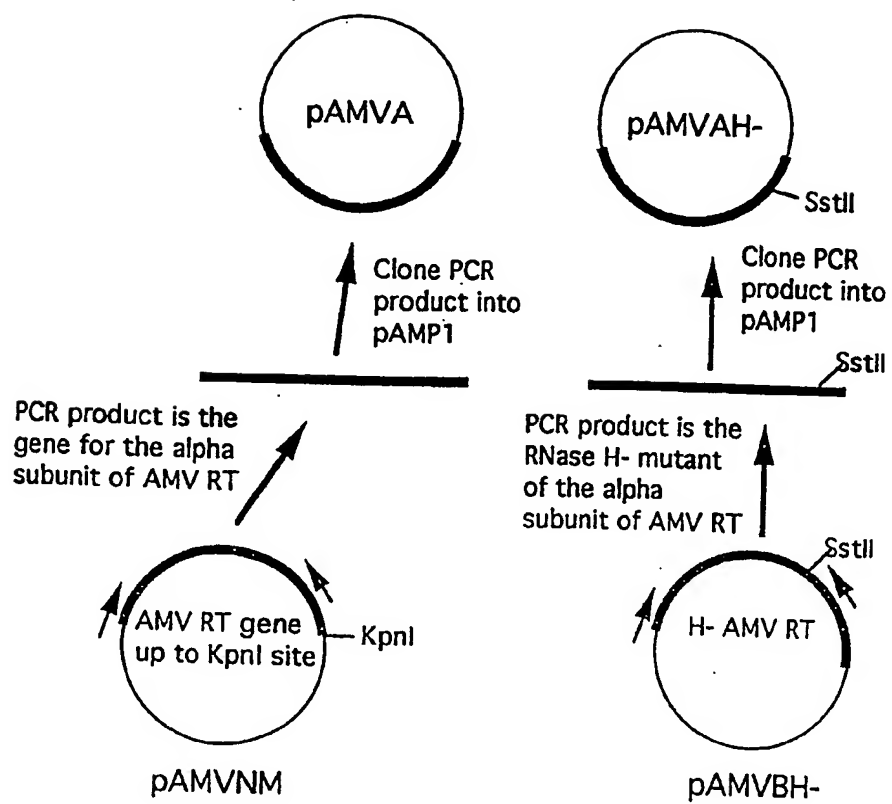 pAMVA
pAMVAH-
SstII
Clone PCR
product into
pAMP1
Clone PCR
product into
pAMP1
SstII
PCR product is the
gene for the alpha
subunit of AMV RT
PCR product is the
RNase H- mutant
of the alpha
subunit of AMV RT
SstII
AMV RT gene
up to KpnI site
KpnI
H- AMV RT
pAMVNM
pAMVBH-